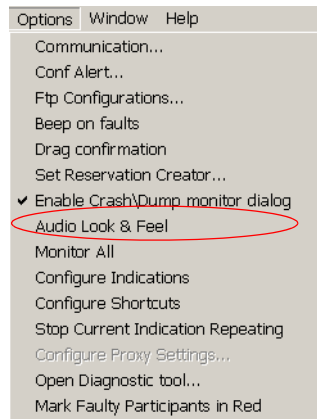 Options Window Help
Communication...
Conf Alert...
Ftp Configurations...
Beep on faults
Drag confirmation
Set Reservation Creator...
✔ Enable Crash\Dump monitor dialog
Audio Look & Feel
Monitor All
Configure Indications
Configure Shortcuts
Stop Current Indication Repeating
Configure Proxy Settings...
Open Diagnostic tool...
Mark Faulty Participants in Red